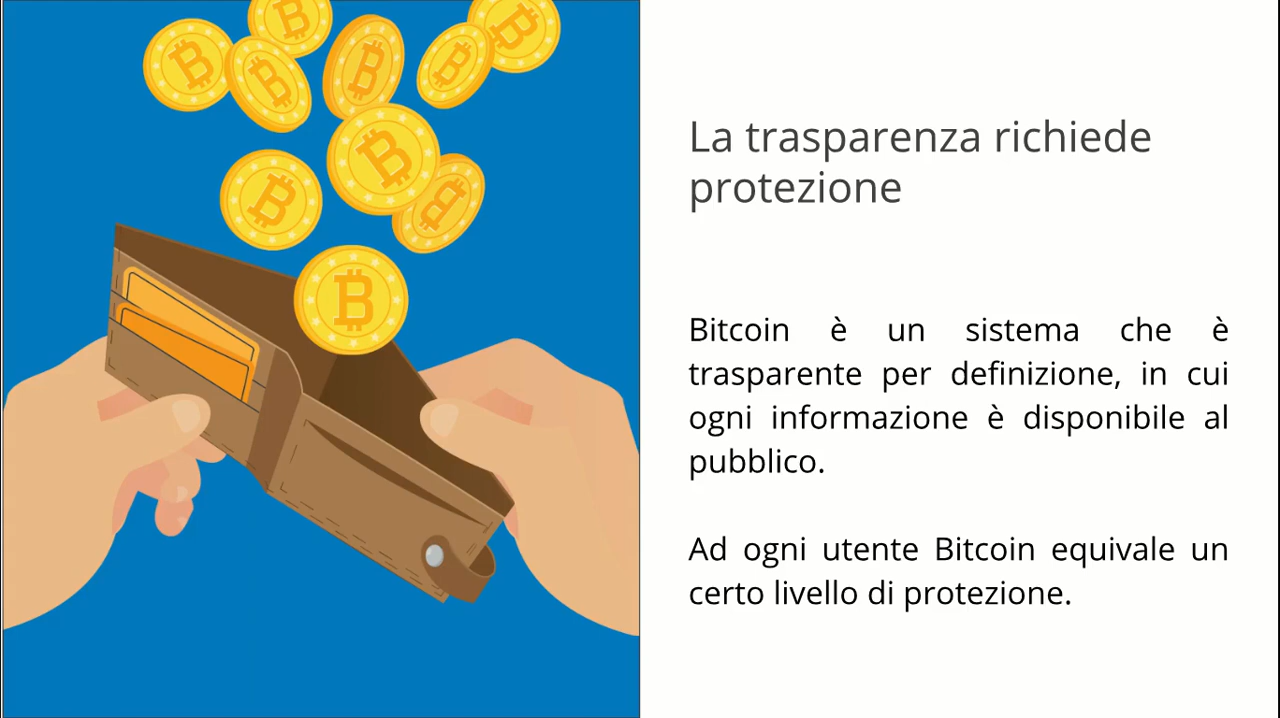 La trasparenza richiede
protezione
Bitcoin è un sistema che è
trasparente per definizione, in cui
ogni informazione è disponibile al
pubblico.
Ad ogni utente Bitcoin equivale un
certo livello di protezione.